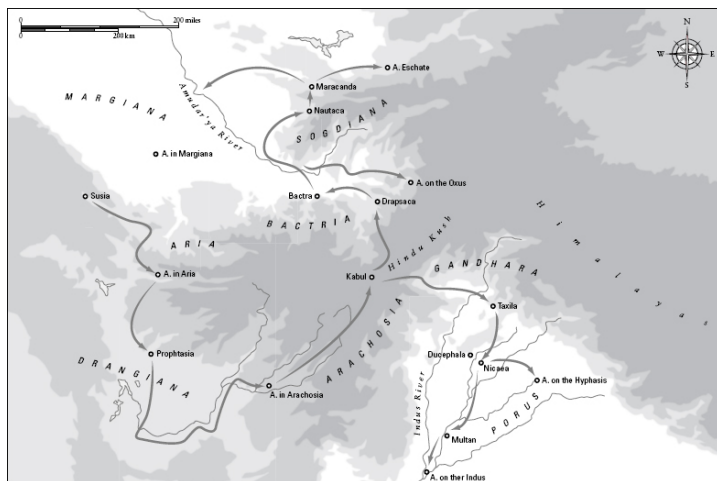 0 200 miles
0 200 km
N
W E
S
A. Eschate
Maracanda
MARGIANA
Amudar'ya River
Nautaca
SOGDIANA
A. in Margiana
A. on the Oxus
Susia
Bactra
Drapsaca
BACTRIA
Himalayas
ARIA
Hindu Kush
GANDHARA
A. in Aria
Kabul
Taxila
ARACHOSIA
Prophtasia
Ducephala
Nicaea
DRANGIANA
A. in Arachosia
A. on the Hyphasis
Indus River
PORUS
Multan
A. on ther Indus